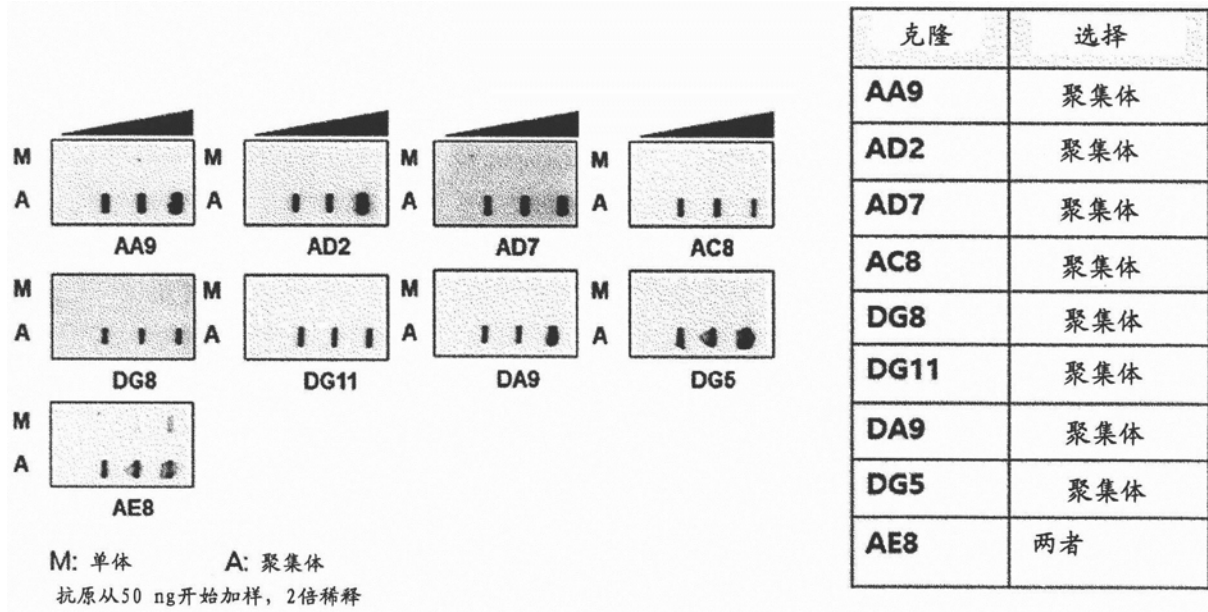 M
A
AA9
M
A
AD2
M
A
AD7
M
A
AC8
M
A
DG8
M
A
DG11
M
A
DA9
M
A
DG5
M
A
AE8
M: 单体 A: 聚集体
抗原从50 ng开始加样，2倍稀释
克隆 选择
AA9 聚集体
AD2 聚集体
AD7 聚集体
AC8 聚集体
DG8 聚集体
DG11 聚集体
DA9 聚集体
DG5 聚集体
AE8 两者